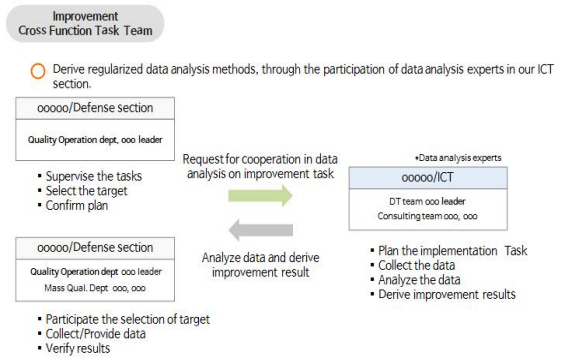 Improvement
Cross Function Task Team
Derive regularized data analysis methods, through the participation of data analysis experts in our ICT
section.
ooooo/Defense section
Quality Operation dept, ooo leader
▪ Supervise the tasks
▪ Select the target
▪ Confirm plan
Request for cooperation in data
analysis on improvement task
Analyze data and derive
improvement result
*Data analysis experts
ooooo/ICT
DT team ooo leader
Consulting team ooo, ooo
▪ Plan the implementation Task
▪ Collect the data
▪ Analyze the data
▪ Derive improvement results
ooooo/Defense section
Quality Operation dept ooo leader
Mass Qual. Dept ooo, ooo
▪ Participate the selection of target
▪ Collect/Provide data
▪ Verify results